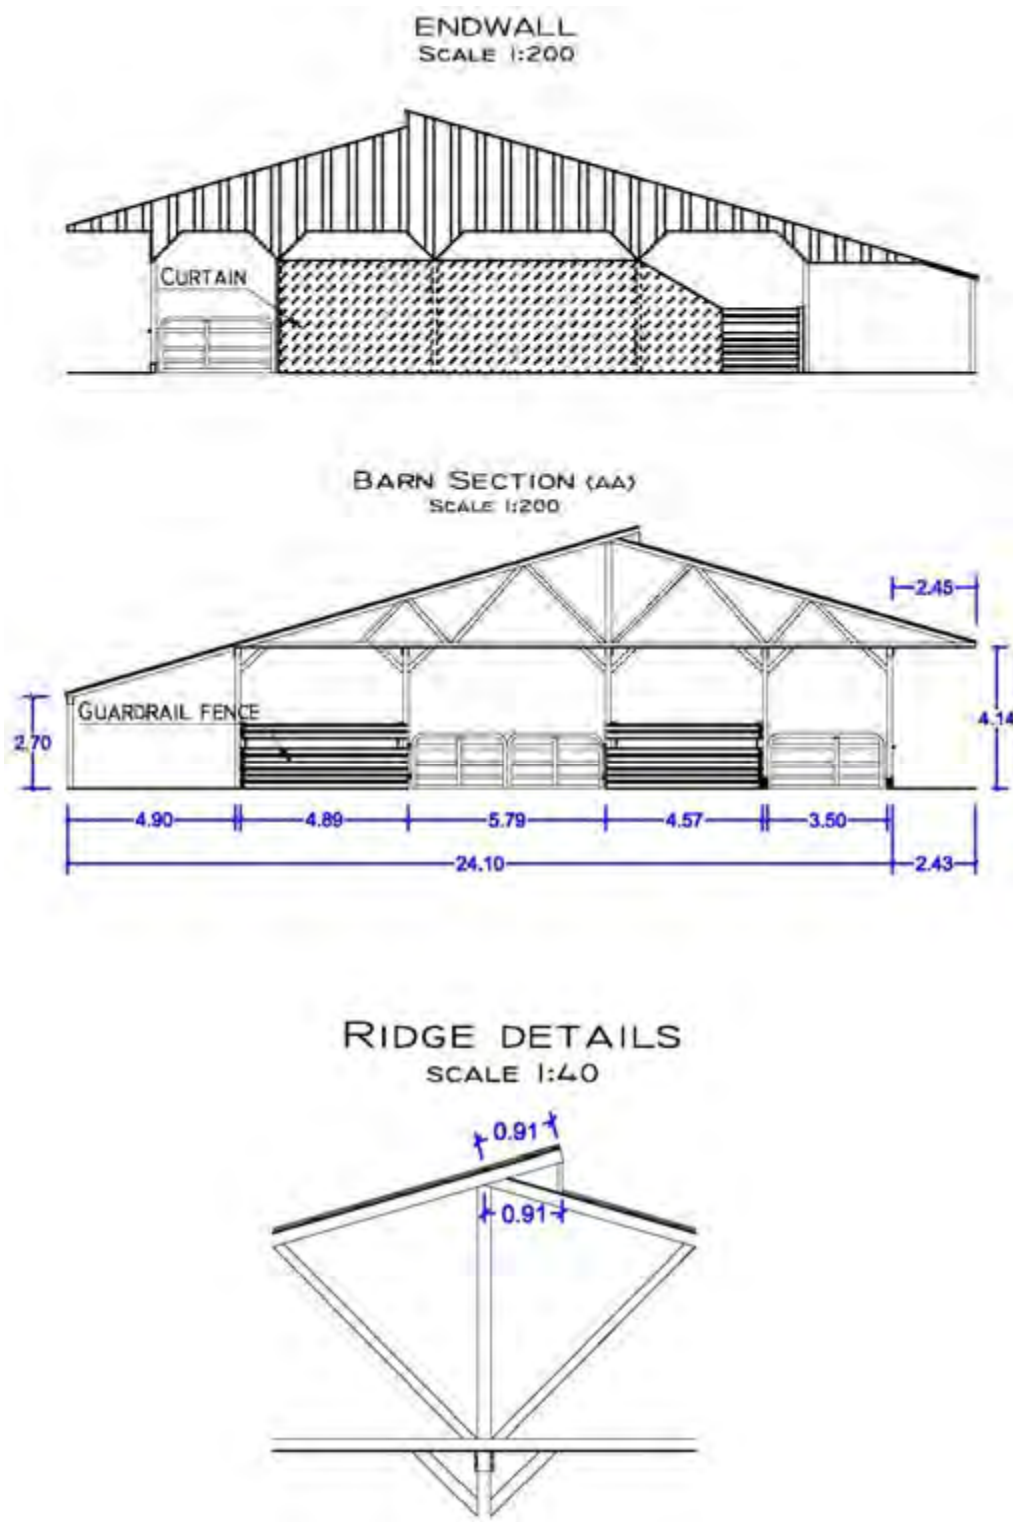 ENDWALL
SCALE 1:200
CURTAIN
BARN SECTION (AA)
SCALE 1:200
2.45
GUARDRAIL FENCE
4.14
2.70
4.90 4.89 5.79 4.57 3.50
24.10 2.43
RIDGE DETAILS
SCALE 1:40
0.91
0.91